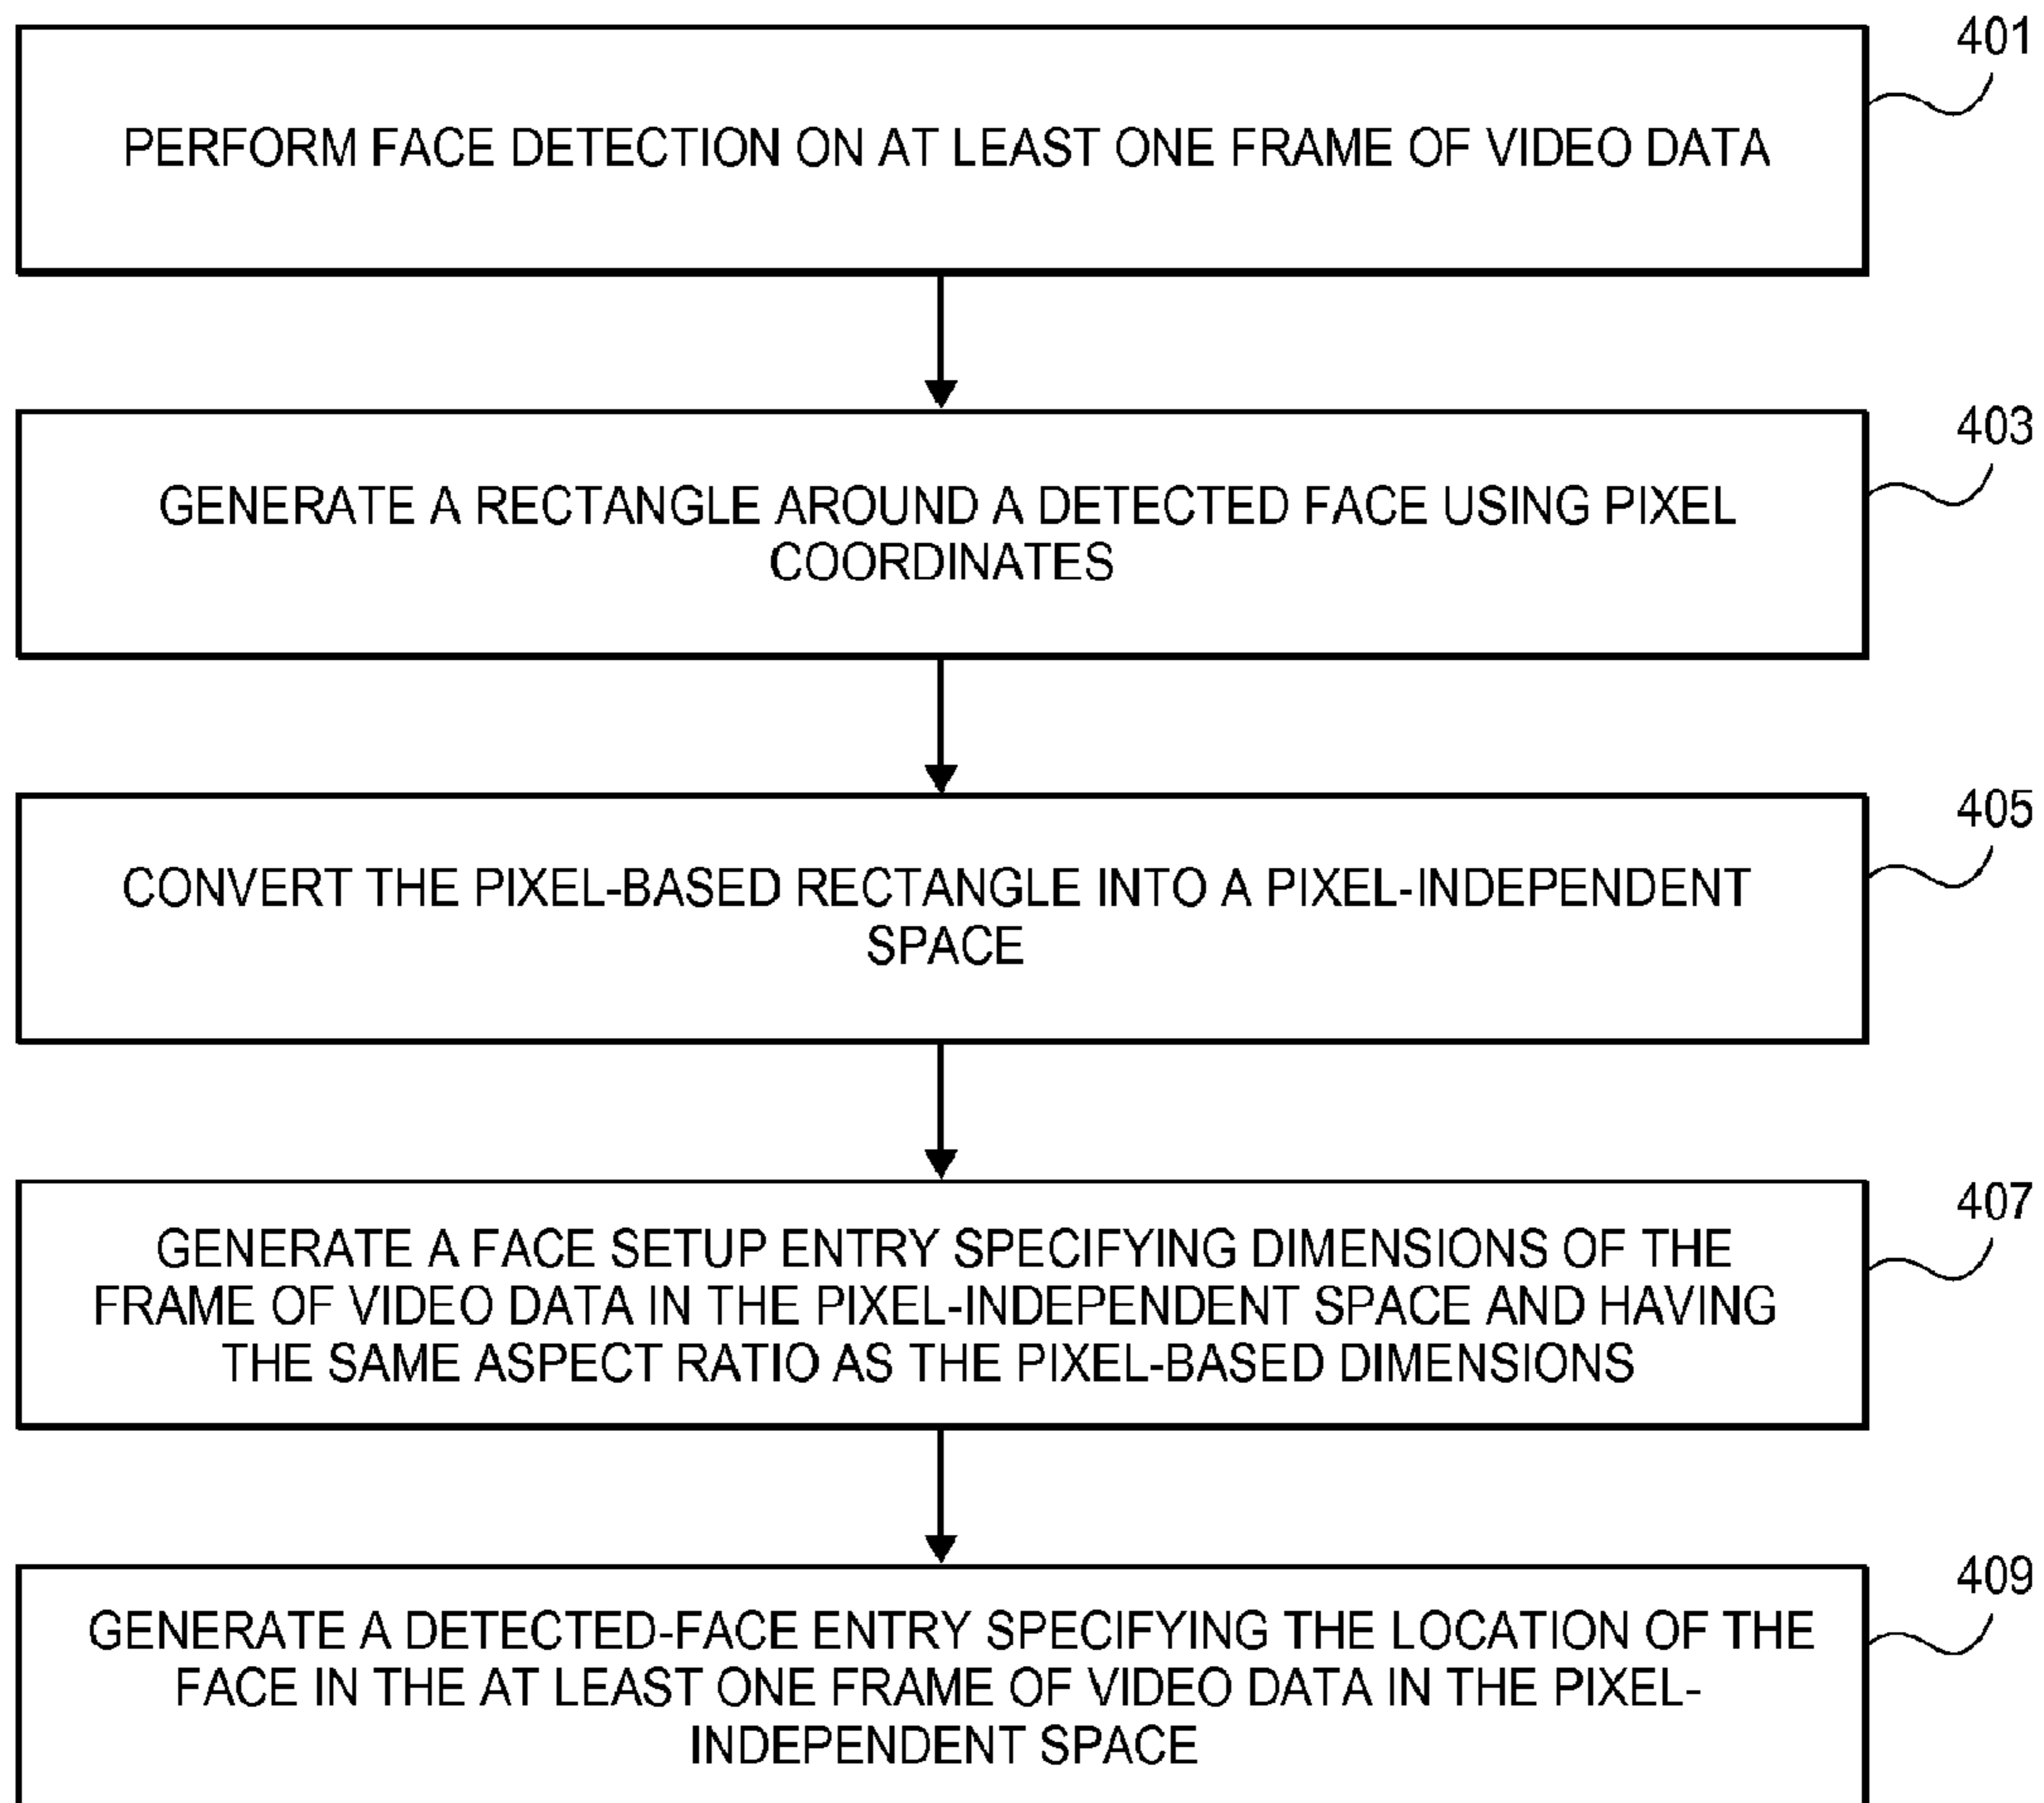 401
PERFORM FACE DETECTION ON AT LEAST ONE FRAME OF VIDEO DATA
403
GENERATE A RECTANGLE AROUND A DETECTED FACE USING PIXEL
COORDINATES
405
CONVERT THE PIXEL-BASED RECTANGLE INTO A PIXEL-INDEPENDENT
SPACE
407
GENERATE A FACE SETUP ENTRY SPECIFYING DIMENSIONS OF THE
FRAME OF VIDEO DATA IN THE PIXEL-INDEPENDENT SPACE AND HAVING
THE SAME ASPECT RATIO AS THE PIXEL-BASED DIMENSIONS
409
GENERATE A DETECTED-FACE ENTRY SPECIFYING THE LOCATION OF THE
FACE IN THE AT LEAST ONE FRAME OF VIDEO DATA IN THE PIXEL-
INDEPENDENT SPACE